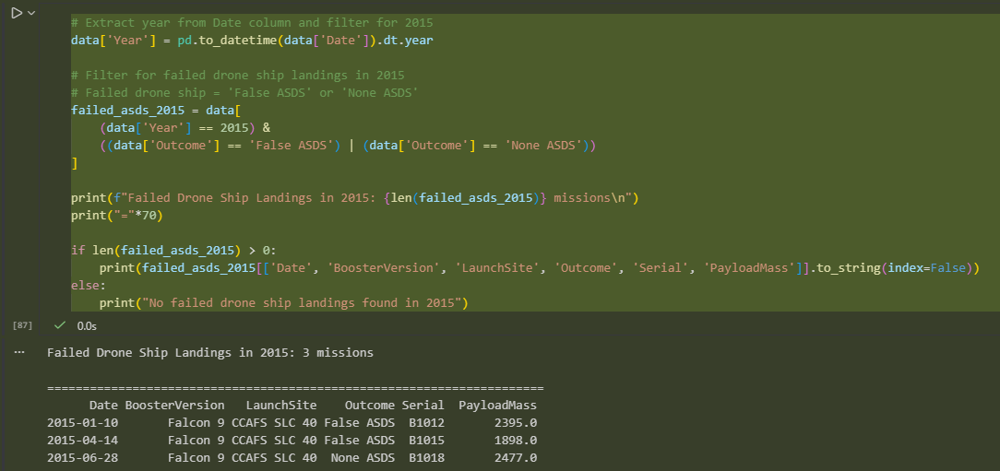 # Extract year from Date column and filter for 2015
data['Year'] = pd.to_datetime(data['Date']).dt.year
# Filter for failed drone ship landings in 2015
# Failed drone ship = 'False ASDS' or 'None ASDS'
failed_asds_2015 = data[
    (data['Year'] == 2015) &
    ((data['Outcome'] == 'False ASDS') | (data['Outcome'] == 'None ASDS'))
]
print(f"Failed Drone Ship Landings in 2015: {len(failed_asds_2015)} missions\n")
print("="*70)
if len(failed_asds_2015) > 0:
    print(failed_asds_2015[['Date', 'BoosterVersion', 'LaunchSite', 'Outcome', 'Serial', 'PayloadMass']].to_string(index=False))
else:
    print("No failed drone ship landings found in 2015")
[87] ✓ 0.0s
... Failed Drone Ship Landings in 2015: 3 missions
======================================================================
      Date BoosterVersion   LaunchSite    Outcome Serial  PayloadMass
2015-01-10       Falcon 9 CCAFS SLC 40 False ASDS  B1012       2395.0
2015-04-14       Falcon 9 CCAFS SLC 40 False ASDS  B1015       1898.0
2015-06-28       Falcon 9 CCAFS SLC 40  None ASDS  B1018       2477.0